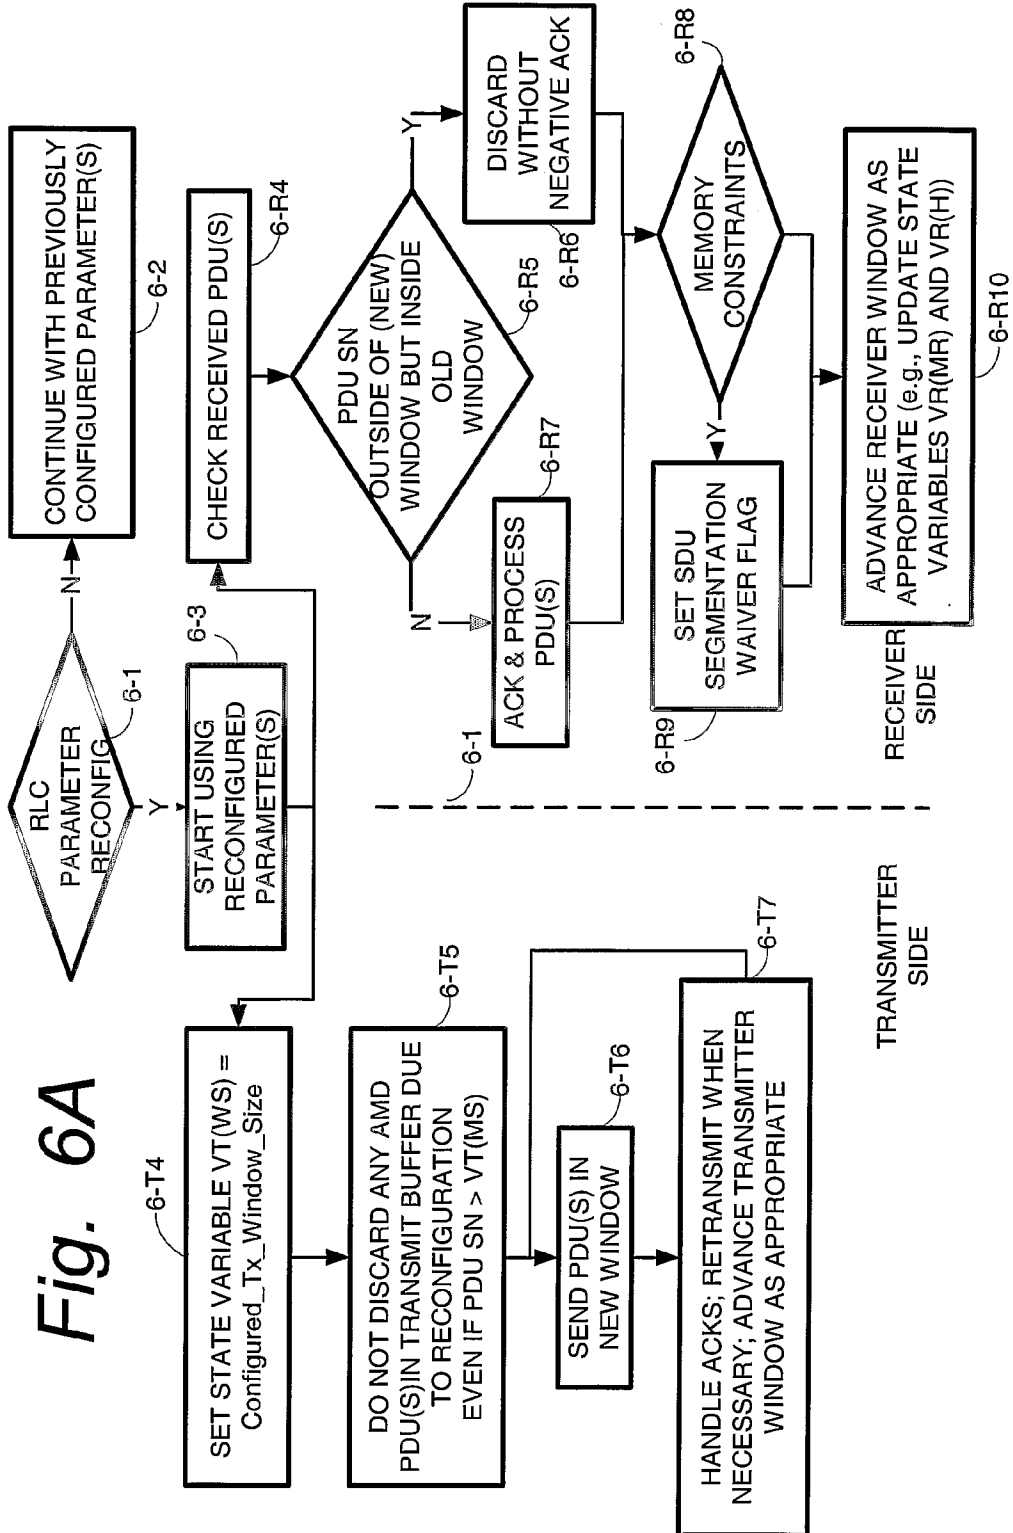 Fig. 6A
RLC
PARAMETER
RECONFIG
6-1
N
CONTINUE WITH PREVIOUSLY
CONFIGURED PARAMETER(S)
6-2
Y
START USING
RECONFIGURED
PARAMETER(S)
6-3
6-T4
SET STATE VARIABLE VT(WS) =
Configured_Tx_Window_Size
DO NOT DISCARD ANY AMD
PDU(S)IN TRANSMIT BUFFER DUE
TO RECONFIGURATION
EVEN IF PDU SN > VT(MS)
6-T5
SEND PDU(S) IN
NEW WINDOW
6-T6
HANDLE ACKS; RETRANSMIT WHEN
NECESSARY; ADVANCE TRANSMITTER
WINDOW AS APPROPRIATE
6-T7
TRANSMITTER
SIDE
6-1
CHECK RECEIVED PDU(S)
6-R4
PDU SN
OUTSIDE OF (NEW)
WINDOW BUT INSIDE
OLD
WINDOW
6-R5
N
Y
ACK & PROCESS
PDU(S)
6-R7
DISCARD
WITHOUT
NEGATIVE ACK
6-R6
MEMORY
CONSTRAINTS
6-R8
Y
SET SDU
SEGMENTATION
WAIVER FLAG
6-R9
ADVANCE RECEIVER WINDOW AS
APPROPRIATE (e.g., UPDATE STATE
VARIABLES VR(MR) AND VR(H))
6-R10
RECEIVER
SIDE